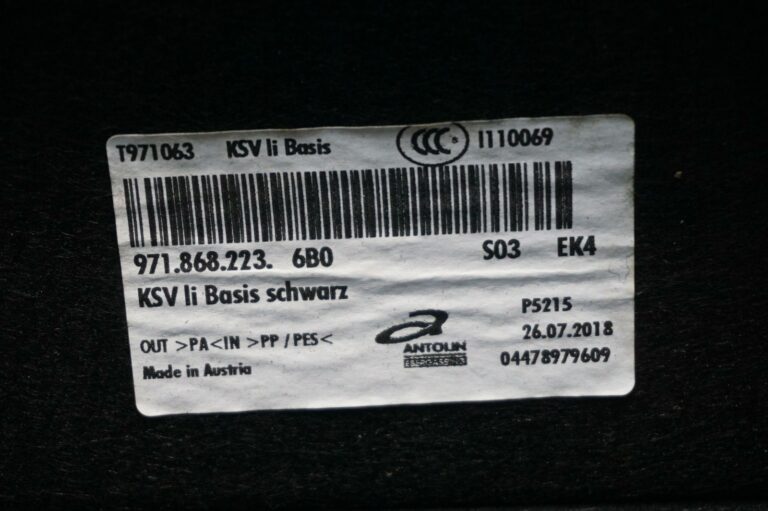 T971063 KSV li Basis CCC S I110069
971.868.223. 6B0 S03 EK4
KSV li Basis schwarz
P5215
OUT >PA<IN >PP/PES< 26.07.2018
ANTOLIN
Made in Austria 04478979609